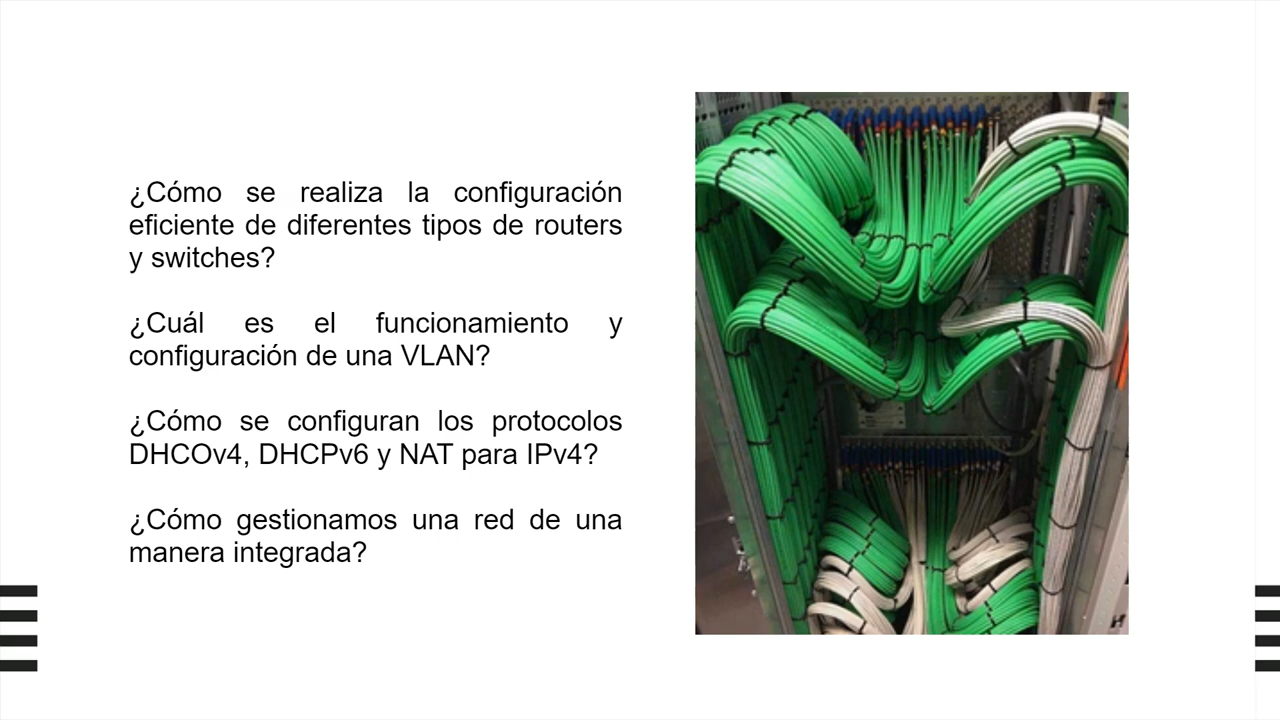 ¿Cómo se realiza la configuración
eficiente de diferentes tipos de routers
y switches?
¿Cuál es el funcionamiento y
configuración de una VLAN?
¿Cómo se configuran los protocolos
DHCOv4, DHCPv6 y NAT para IPv4?
¿Cómo gestionamos una red de una
manera integrada?